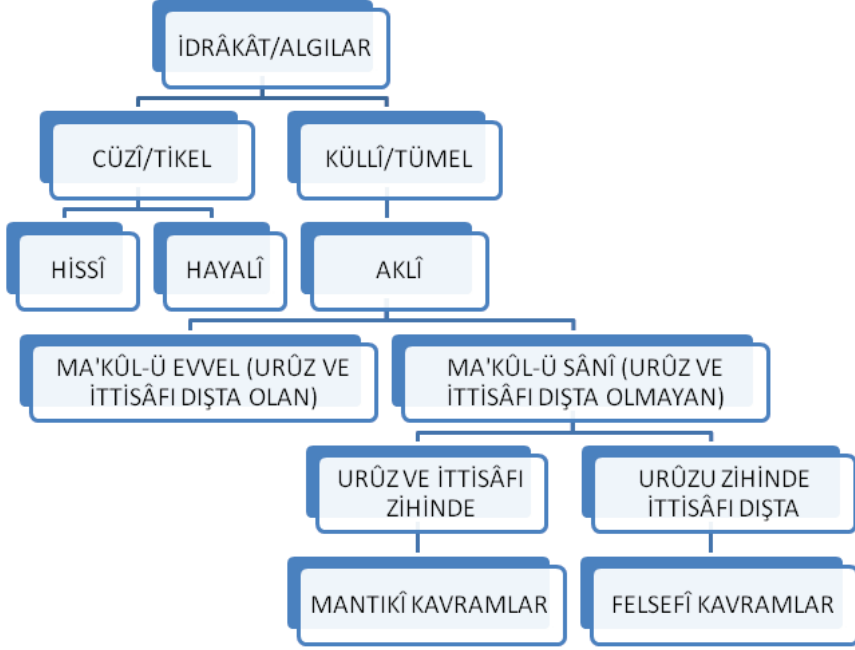 İDRÂKÂT/ALGILAR
CÜZÎ/TİKEL
KÜLLÎ/TÜMEL
HİSSÎ
HAYALÎ
AKLÎ
MA'KÛL-Ü EVVEL (URÛZ VE
İTTİSÂFI DIŞTA OLAN)
MA'KÛL-Ü SÂNÎ (URÛZ VE
İTTİSÂFI DIŞTA OLMAYAN)
URÛZ VE İTTİSÂFI
ZİHİNDE
URÛZU ZİHİNDE
İTTİSÂFI DIŞTA
MANTIKÎ KAVRAMLAR
FELSEFÎ KAVRAMLAR